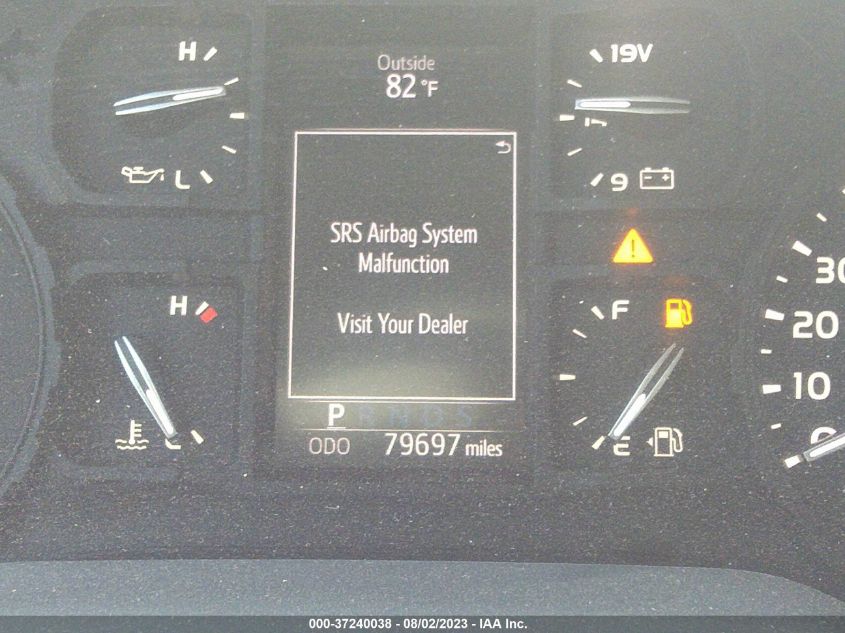 H
Outside
82 °F
19V
L
9
SRS Airbag System
Malfunction
Visit Your Dealer
H
F
30
20
10
0
P R N D S
E
ODO 79697 miles
000-37240038 - 08/02/2023 - IAA Inc.